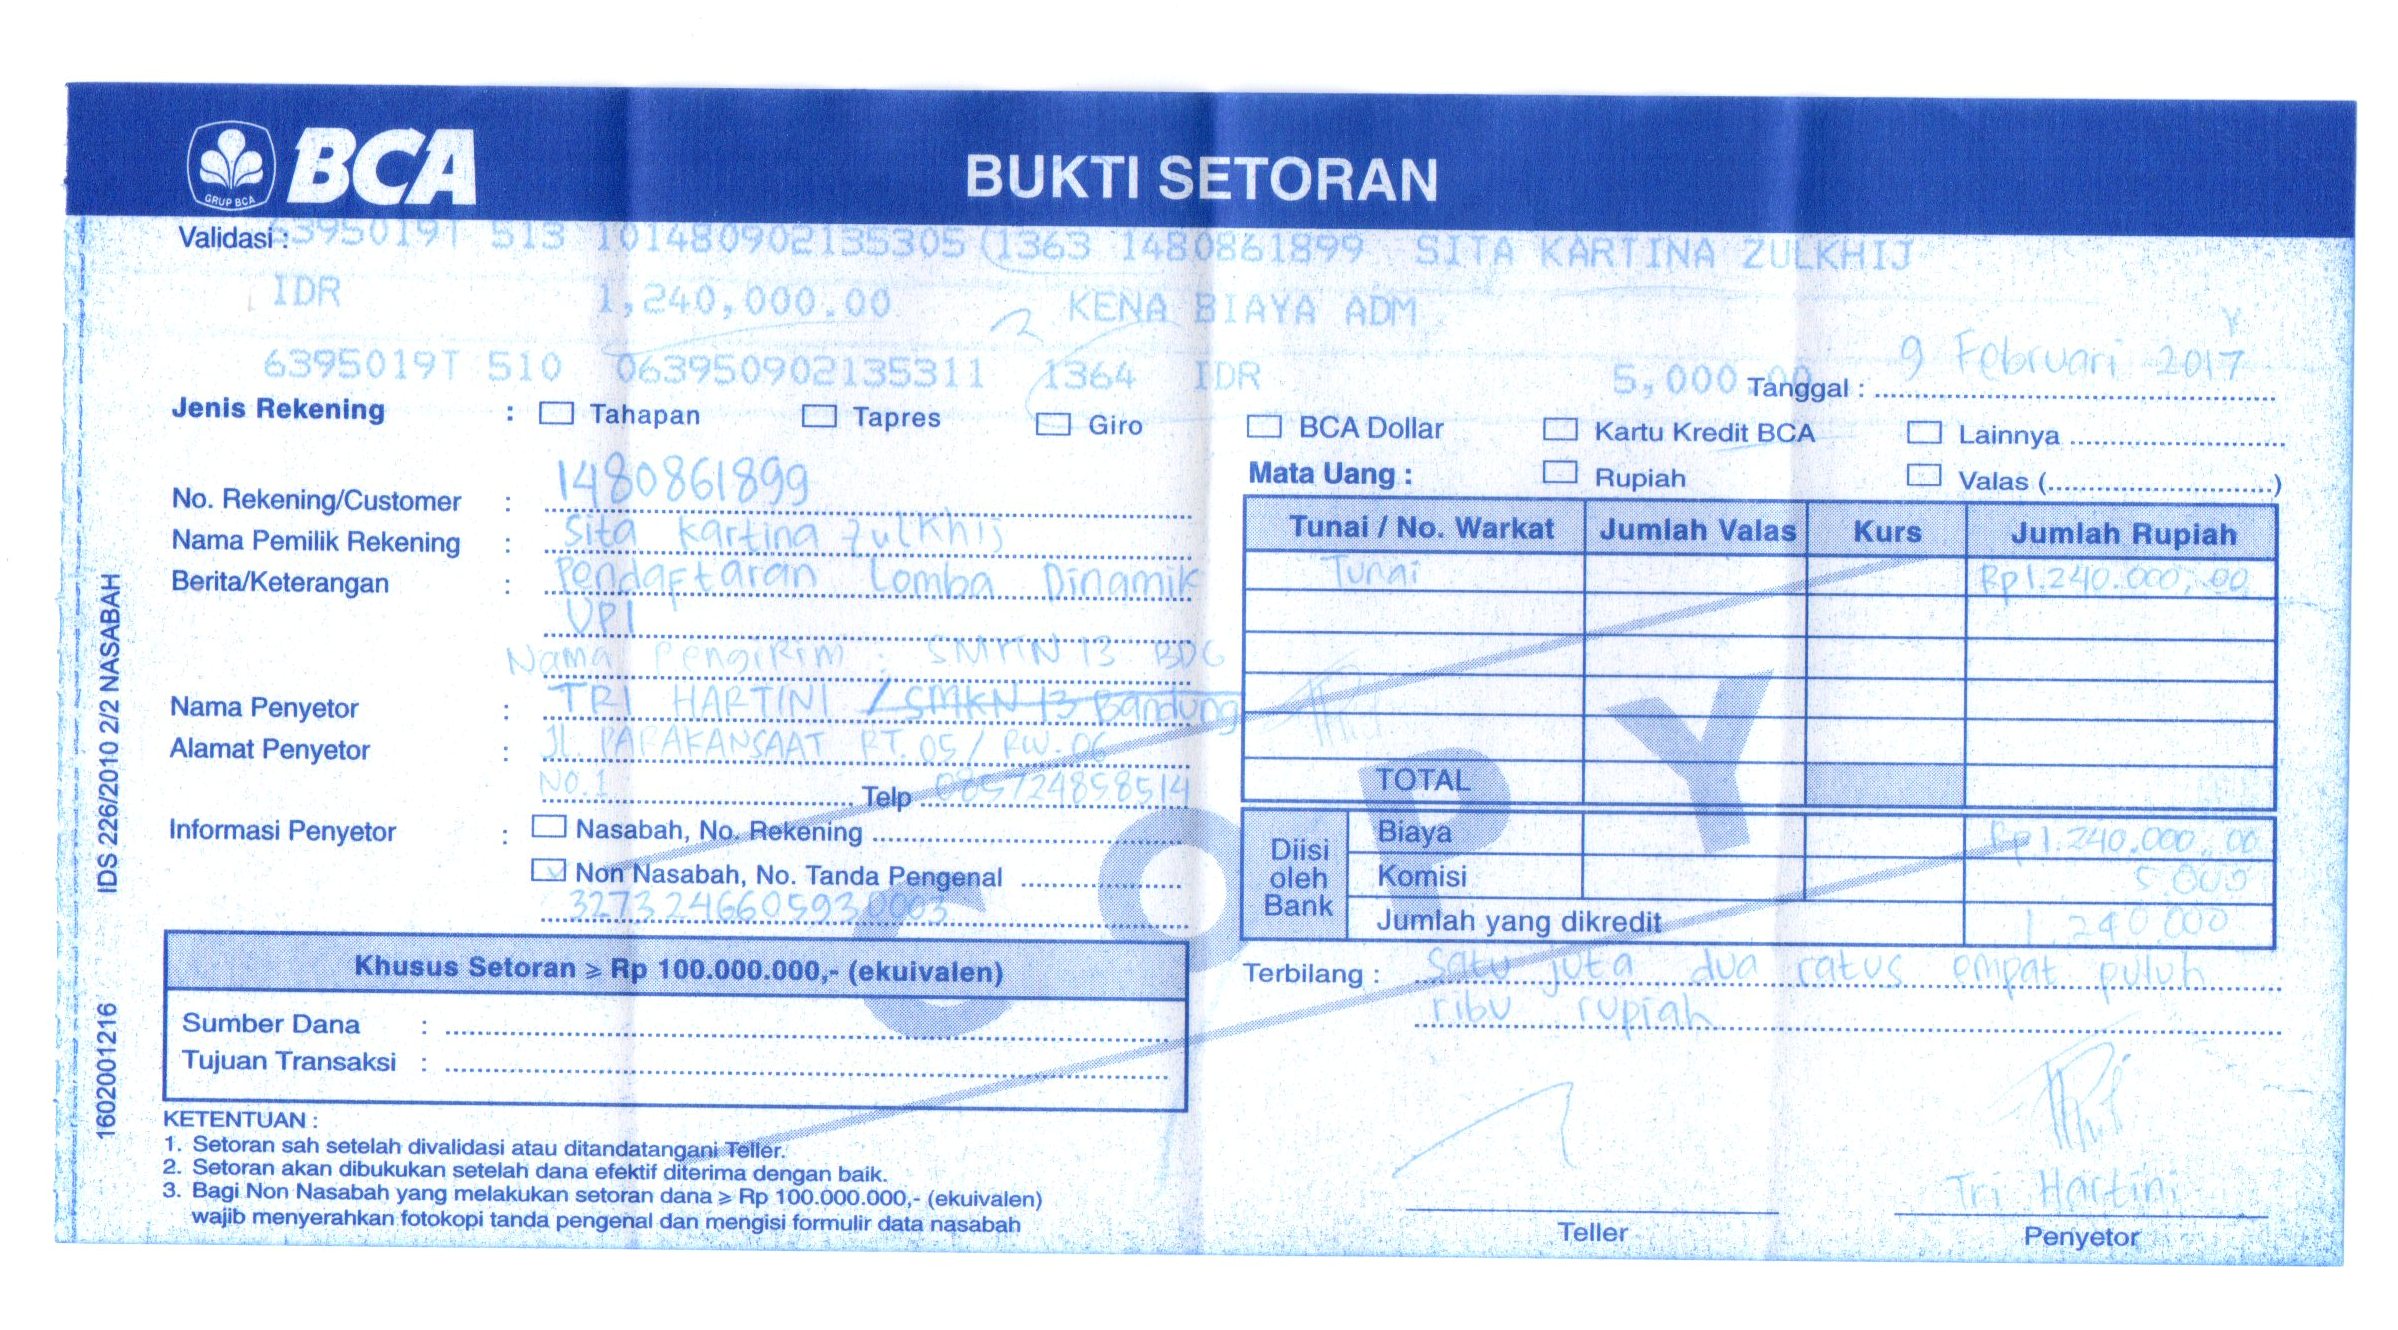 GRUP BCA
BCA
BUKTI SETORAN
Validasi : 6395019T 513 101480902135305 (1363 1480861899 SITA KARTINA ZULKHIJ
IDR 1,240,000.00 KENA BIAYA ADM
6395019T 510 063950902135311 1364 IDR 5,000.00
Tanggal : 9 Februari 2017
Jenis Rekening : Tahapan Tapres Giro BCA Dollar Kartu Kredit BCA Lainnya
Mata Uang : Rupiah Valas (............)
No. Rekening/Customer : 1480861899
Nama Pemilik Rekening : Sita Kartina Zulkhij
Berita/Keterangan : Pendaftaran Lomba Dinamik
UPI
Nama Pengirim : SMKN 13 BDG
Nama Penyetor : TRI HARTINI / SMKN 13 Bandung
Alamat Penyetor : Jl. PARAKANSAAT RT. 05 / RW. 06
NO.1 Telp 085724858514
Informasi Penyetor : Nasabah, No. Rekening
Non Nasabah, No. Tanda Pengenal
3273246605930003
Tunai / No. Warkat Jumlah Valas Kurs Jumlah Rupiah
Tunai Rp1.240.000,00
TOTAL
Diisi oleh Bank
Biaya Rp1.240.000,00
Komisi 5.000
Jumlah yang dikredit 1.240.000
Terbilang : Satu juta dua ratus empat puluh
ribu rupiah
Khusus Setoran ≥ Rp 100.000.000,- (ekuivalen)
Sumber Dana :
Tujuan Transaksi :
KETENTUAN :
1. Setoran sah setelah divalidasi atau ditandatangani Teller.
2. Setoran akan dibukukan setelah dana efektif diterima dengan baik.
3. Bagi Non Nasabah yang melakukan setoran dana ≥ Rp 100.000.000,- (ekuivalen)
wajib menyerahkan fotokopi tanda pengenal dan mengisi formulir data nasabah
Teller
Tri Hartini
Penyetor
COPY
IDS 226/2010 2/2 NASABAH
1602001216